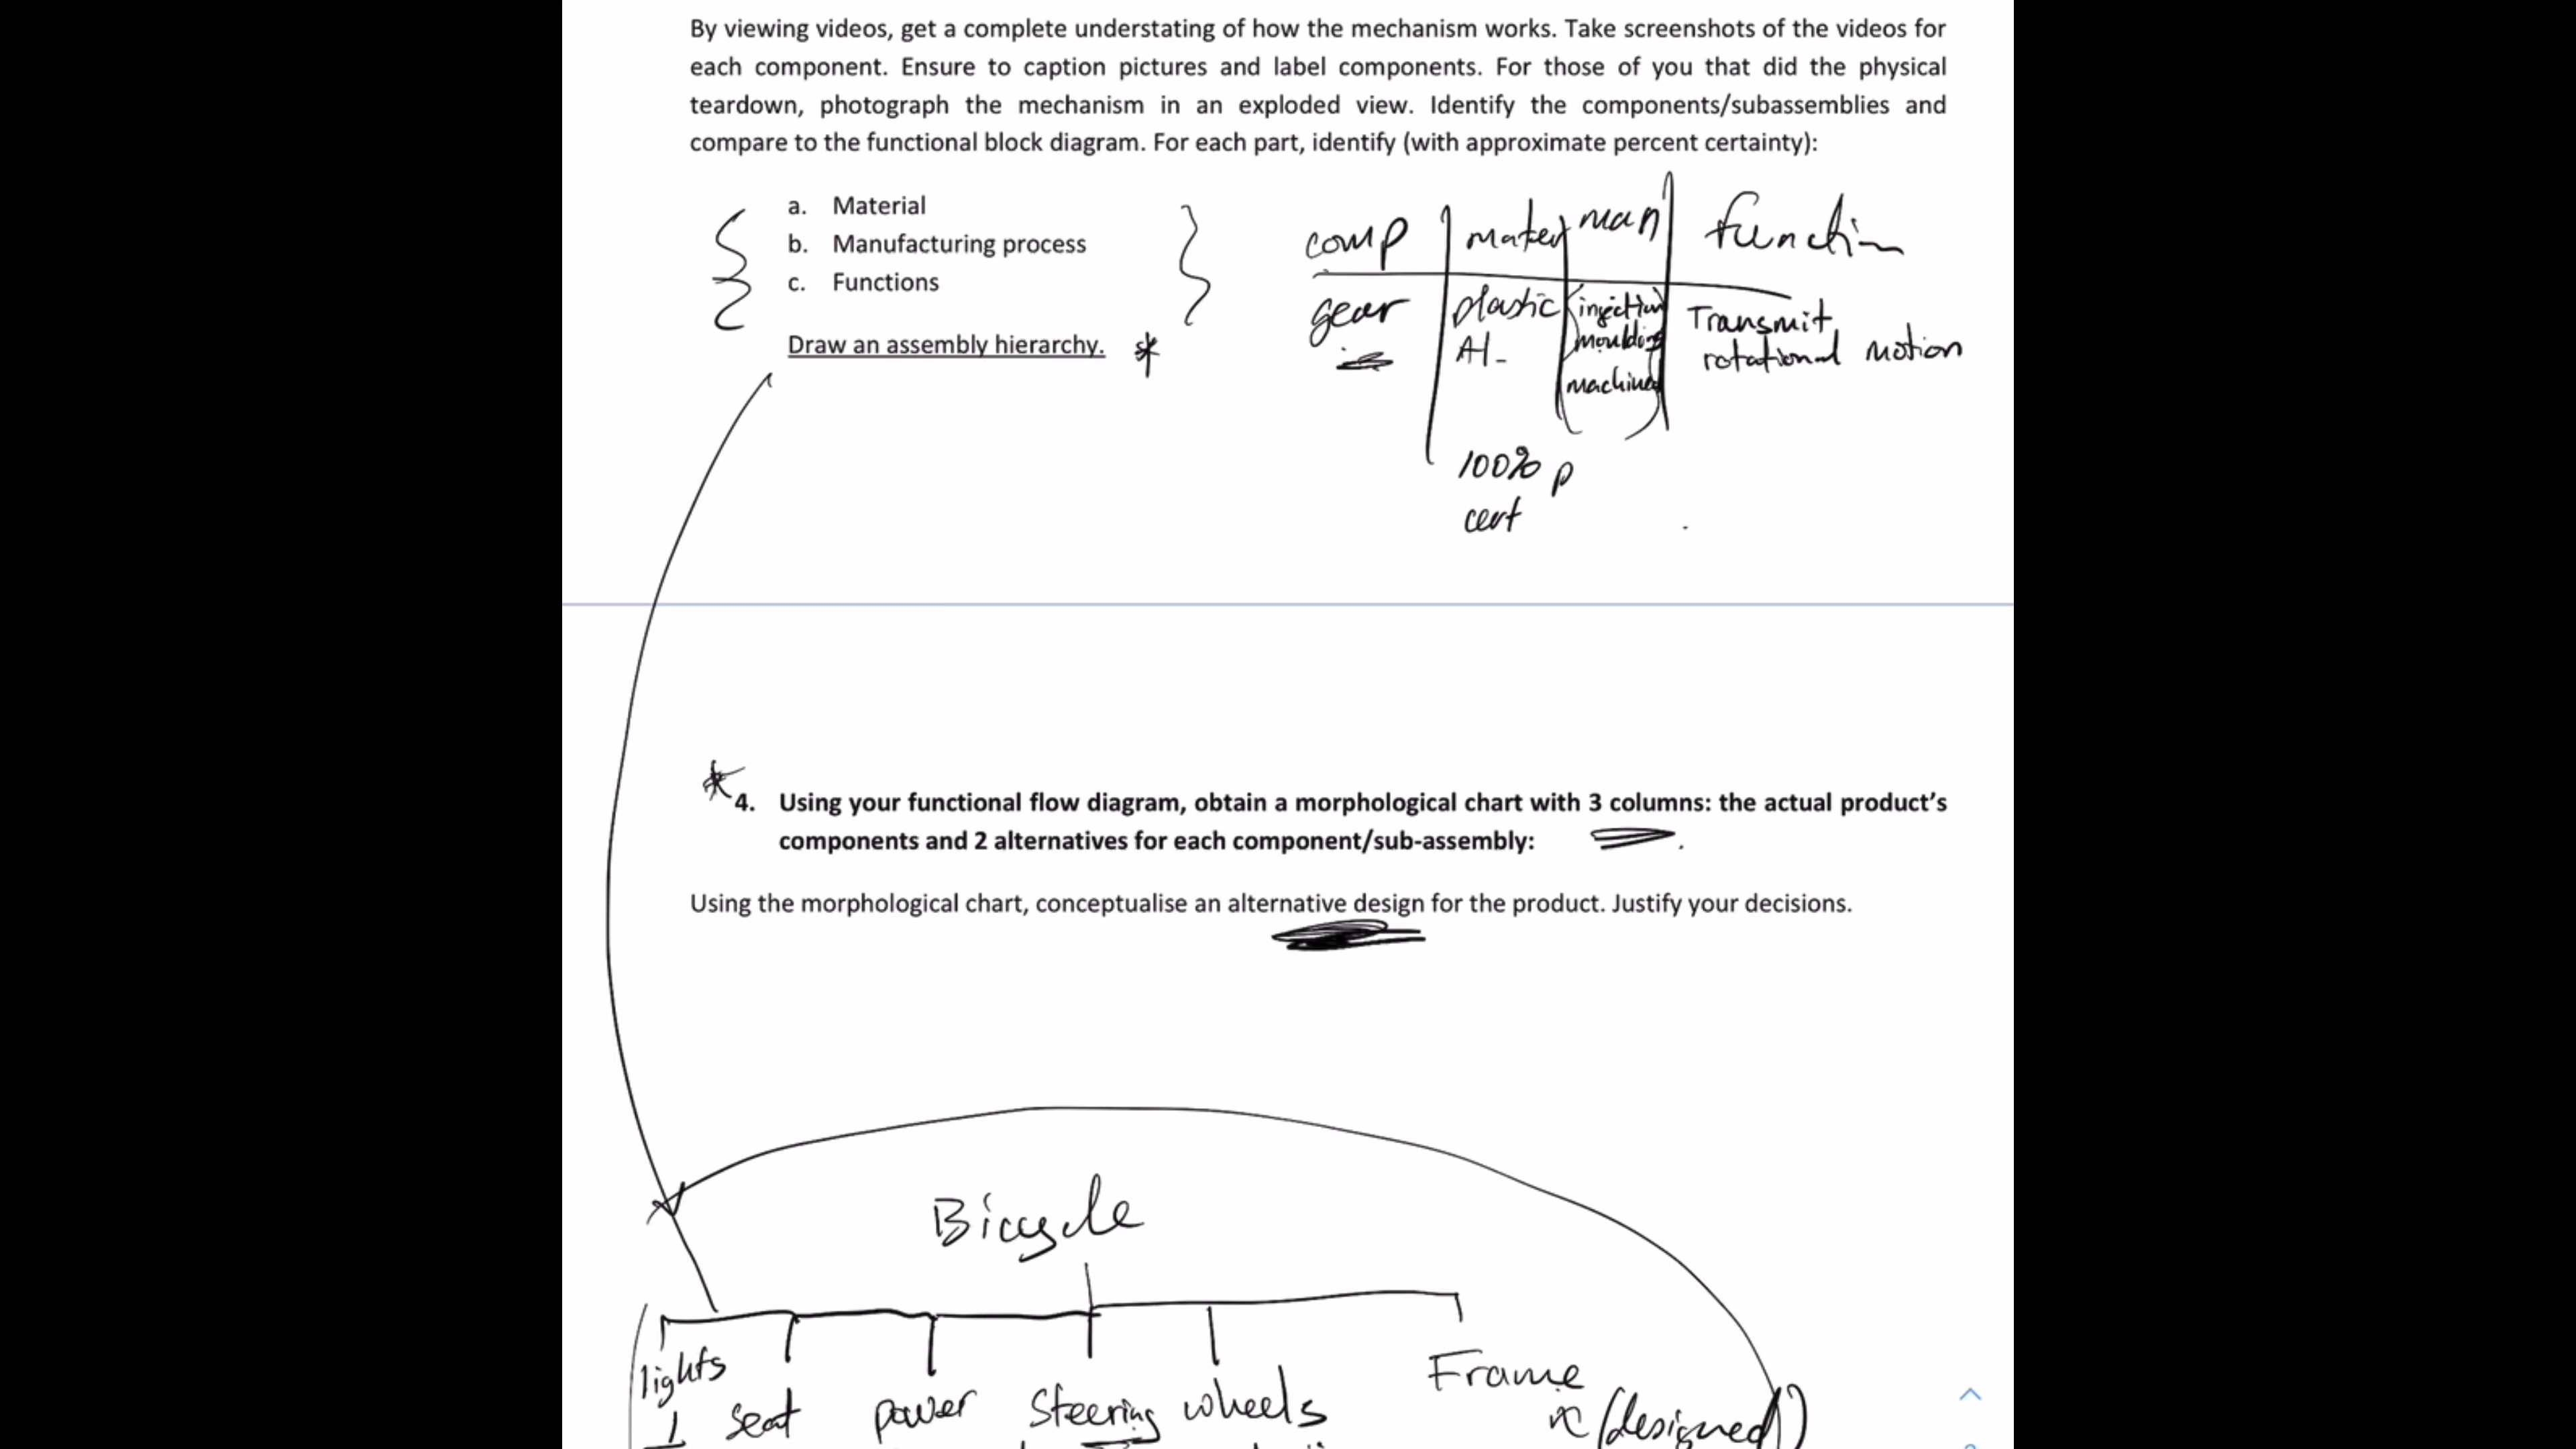 By viewing videos, get a complete understating of how the mechanism works. Take screenshots of the videos for
each component. Ensure to caption pictures and label components. For those of you that did the physical
teardown, photograph the mechanism in an exploded view. Identify the components/subassemblies and
compare to the functional block diagram. For each part, identify (with approximate percent certainty):
a. Material
b. Manufacturing process
c. Functions
Draw an assembly hierarchy. *
comp man
gear plastic injection moulding Transmit rotational motion
Al-
100% p
cert
* 4. Using your functional flow diagram, obtain a morphological chart with 3 columns: the actual product's
components and 2 alternatives for each component/sub-assembly:
Using the morphological chart, conceptualise an alternative design for the product. Justify your decisions.
Bicycle
lights seat power steering wheels Frame
(designed)